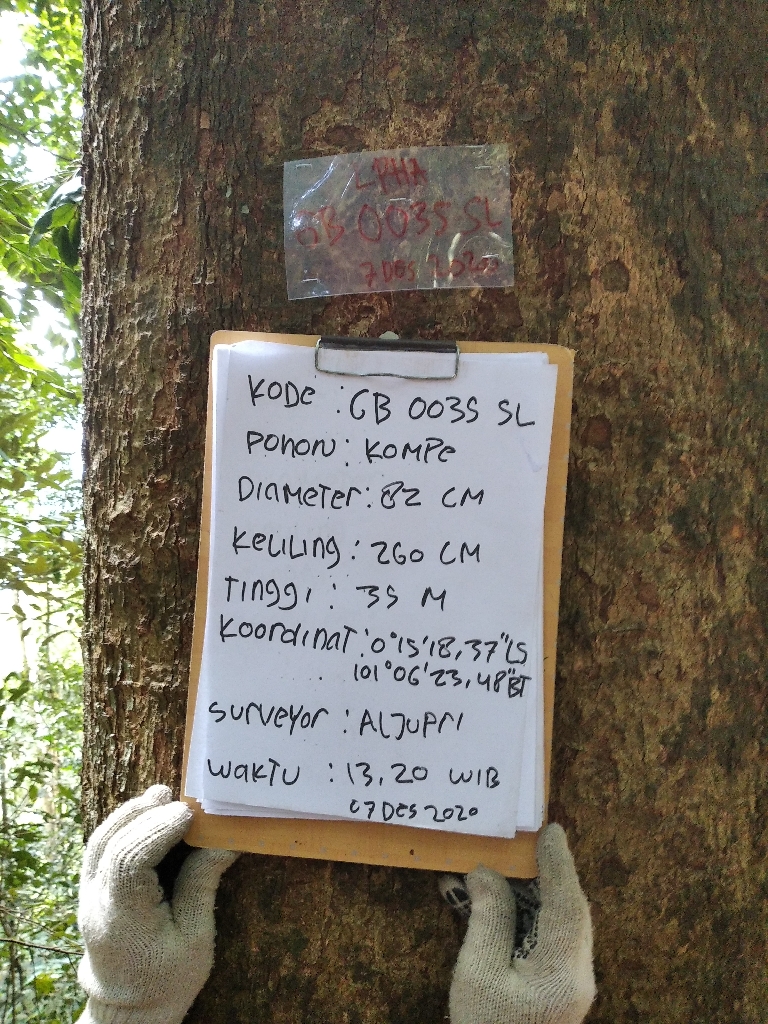 LPHA
GB 0035 SL
7 DES 2020
KODE : GB 0035 SL
POHON : KOMPE
DIAMETER : 82 CM
KELILING : 260 CM
TINGGI : 35 M
KOORDINAT : 0°15'18,37"LS
101°06'23,48"BT
SURVEYOR : ALJUPRI
WAKTU : 13,20 WIB
07 DES 2020